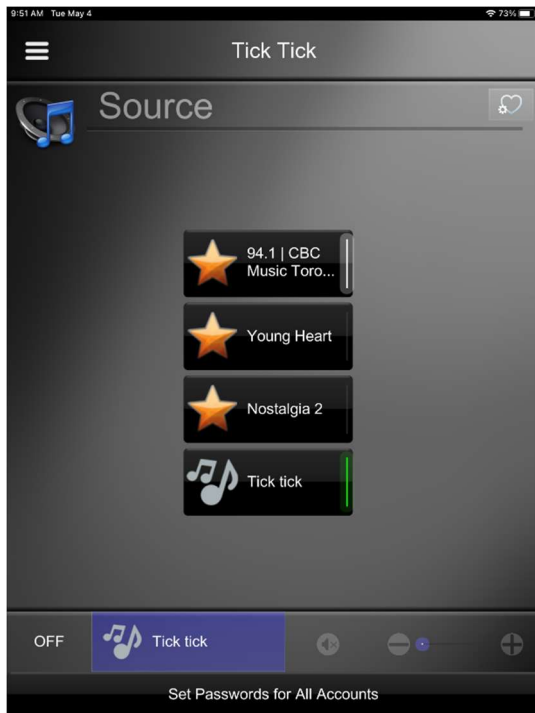 9:51 AM Tue May 4
73%
Tick Tick
Source
94.1 | CBC
Music Toro...
Young Heart
Nostalgia 2
Tick tick
OFF
Tick tick
Set Passwords for All Accounts